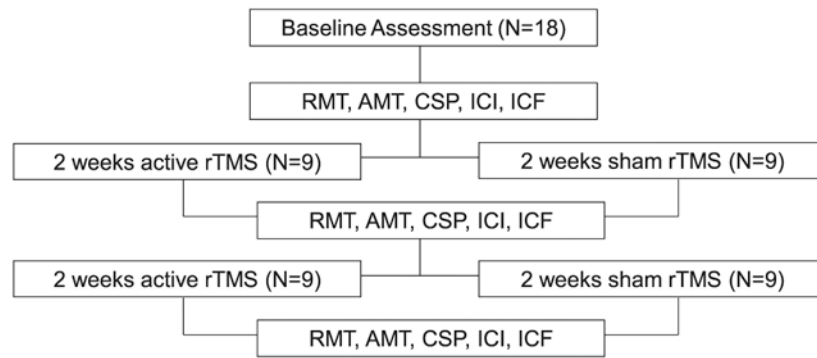 Baseline Assessment (N=18)
RMT, AMT, CSP, ICI, ICF
2 weeks active rTMS (N=9)
2 weeks sham rTMS (N=9)
RMT, AMT, CSP, ICI, ICF
2 weeks active rTMS (N=9)
2 weeks sham rTMS (N=9)
RMT, AMT, CSP, ICI, ICF